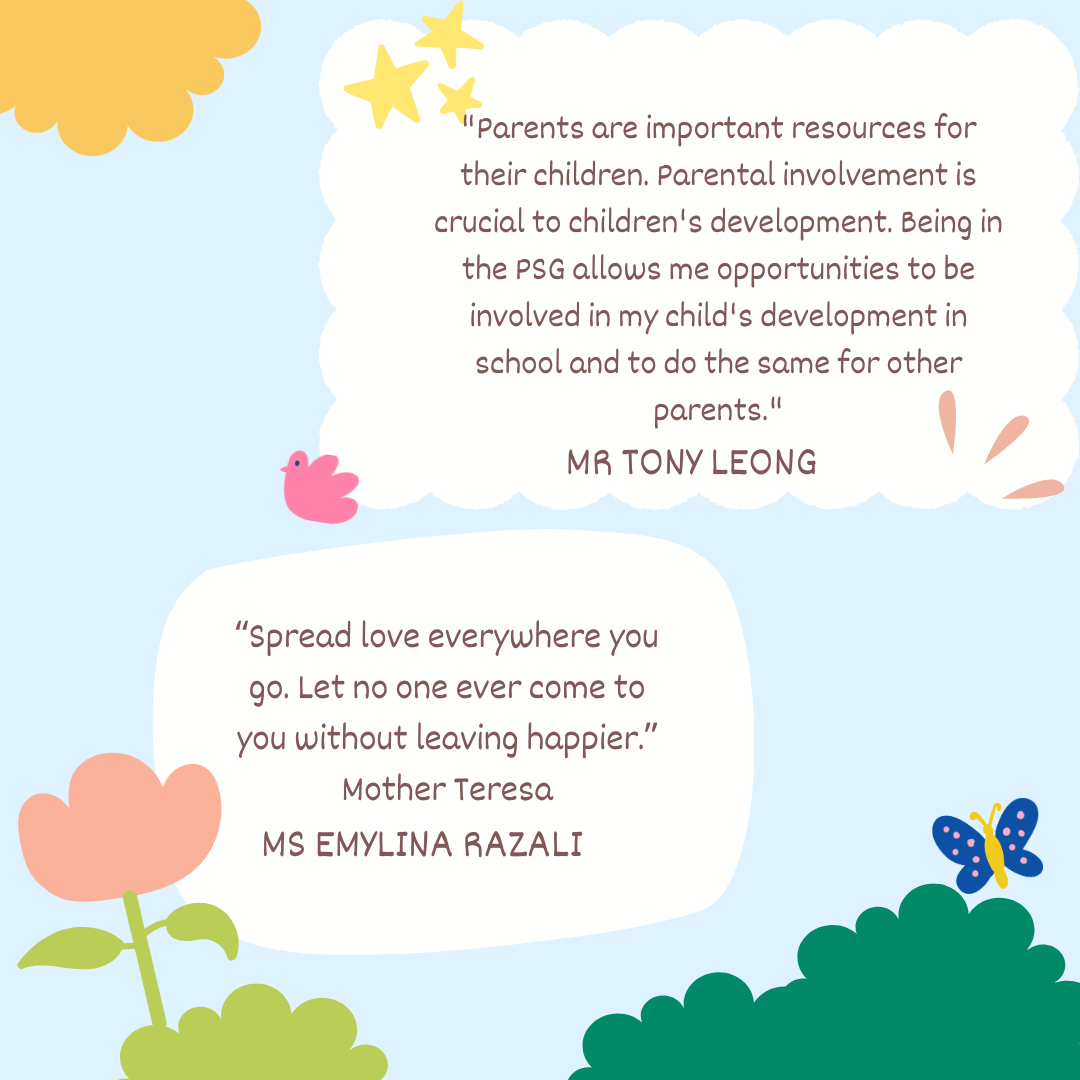 "Parents are important resources for
their children. Parental involvement is
crucial to children's development. Being in
the PSG allows me opportunities to be
involved in my child's development in
school and to do the same for other
parents."
MR TONY LEONG
“Spread love everywhere you
go. Let no one ever come to
you without leaving happier.”
Mother Teresa
MS EMYLINA RAZALI